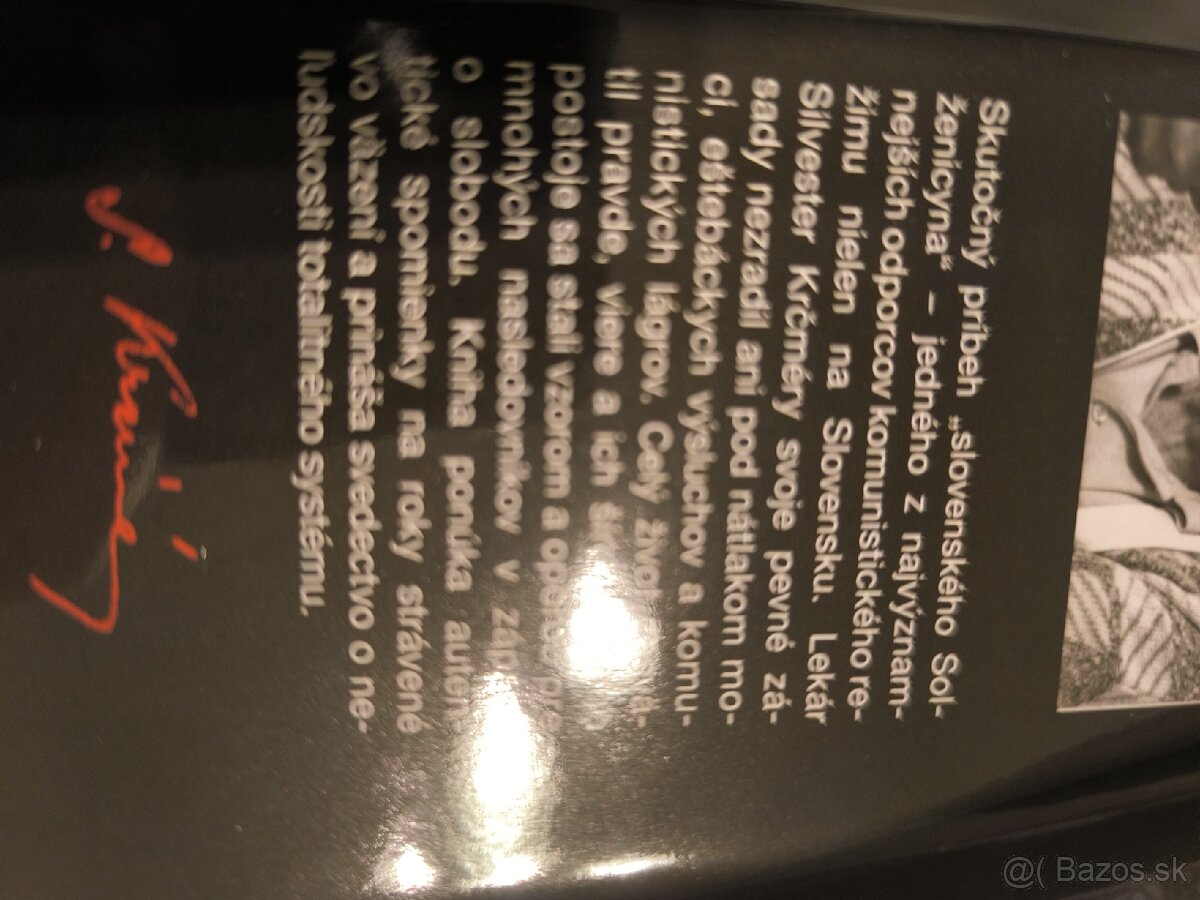 Skutočný príbeh „slovenského Sol-
ženicyna“ – jedného z najvýznam-
nejších odporcov komunistického re-
žimu nielen na Slovensku. Lekár
Silvester Krčméry svoje pevné zá-
sady nezradil ani pod nátlakom mo-
cí, eštebáckych výsluchov a komu-
nistických lágrov. Celý život
til pravde, viere a ich
postoje sa stali vzorom a
mnohých nasledovníkov v
o slobodu. Kniha ponúka auten
tické spomienky na roky strávené
vo väzení a prináša svedectvo o ne-
ľudskosti totalitného systému.
@( Bazos.sk